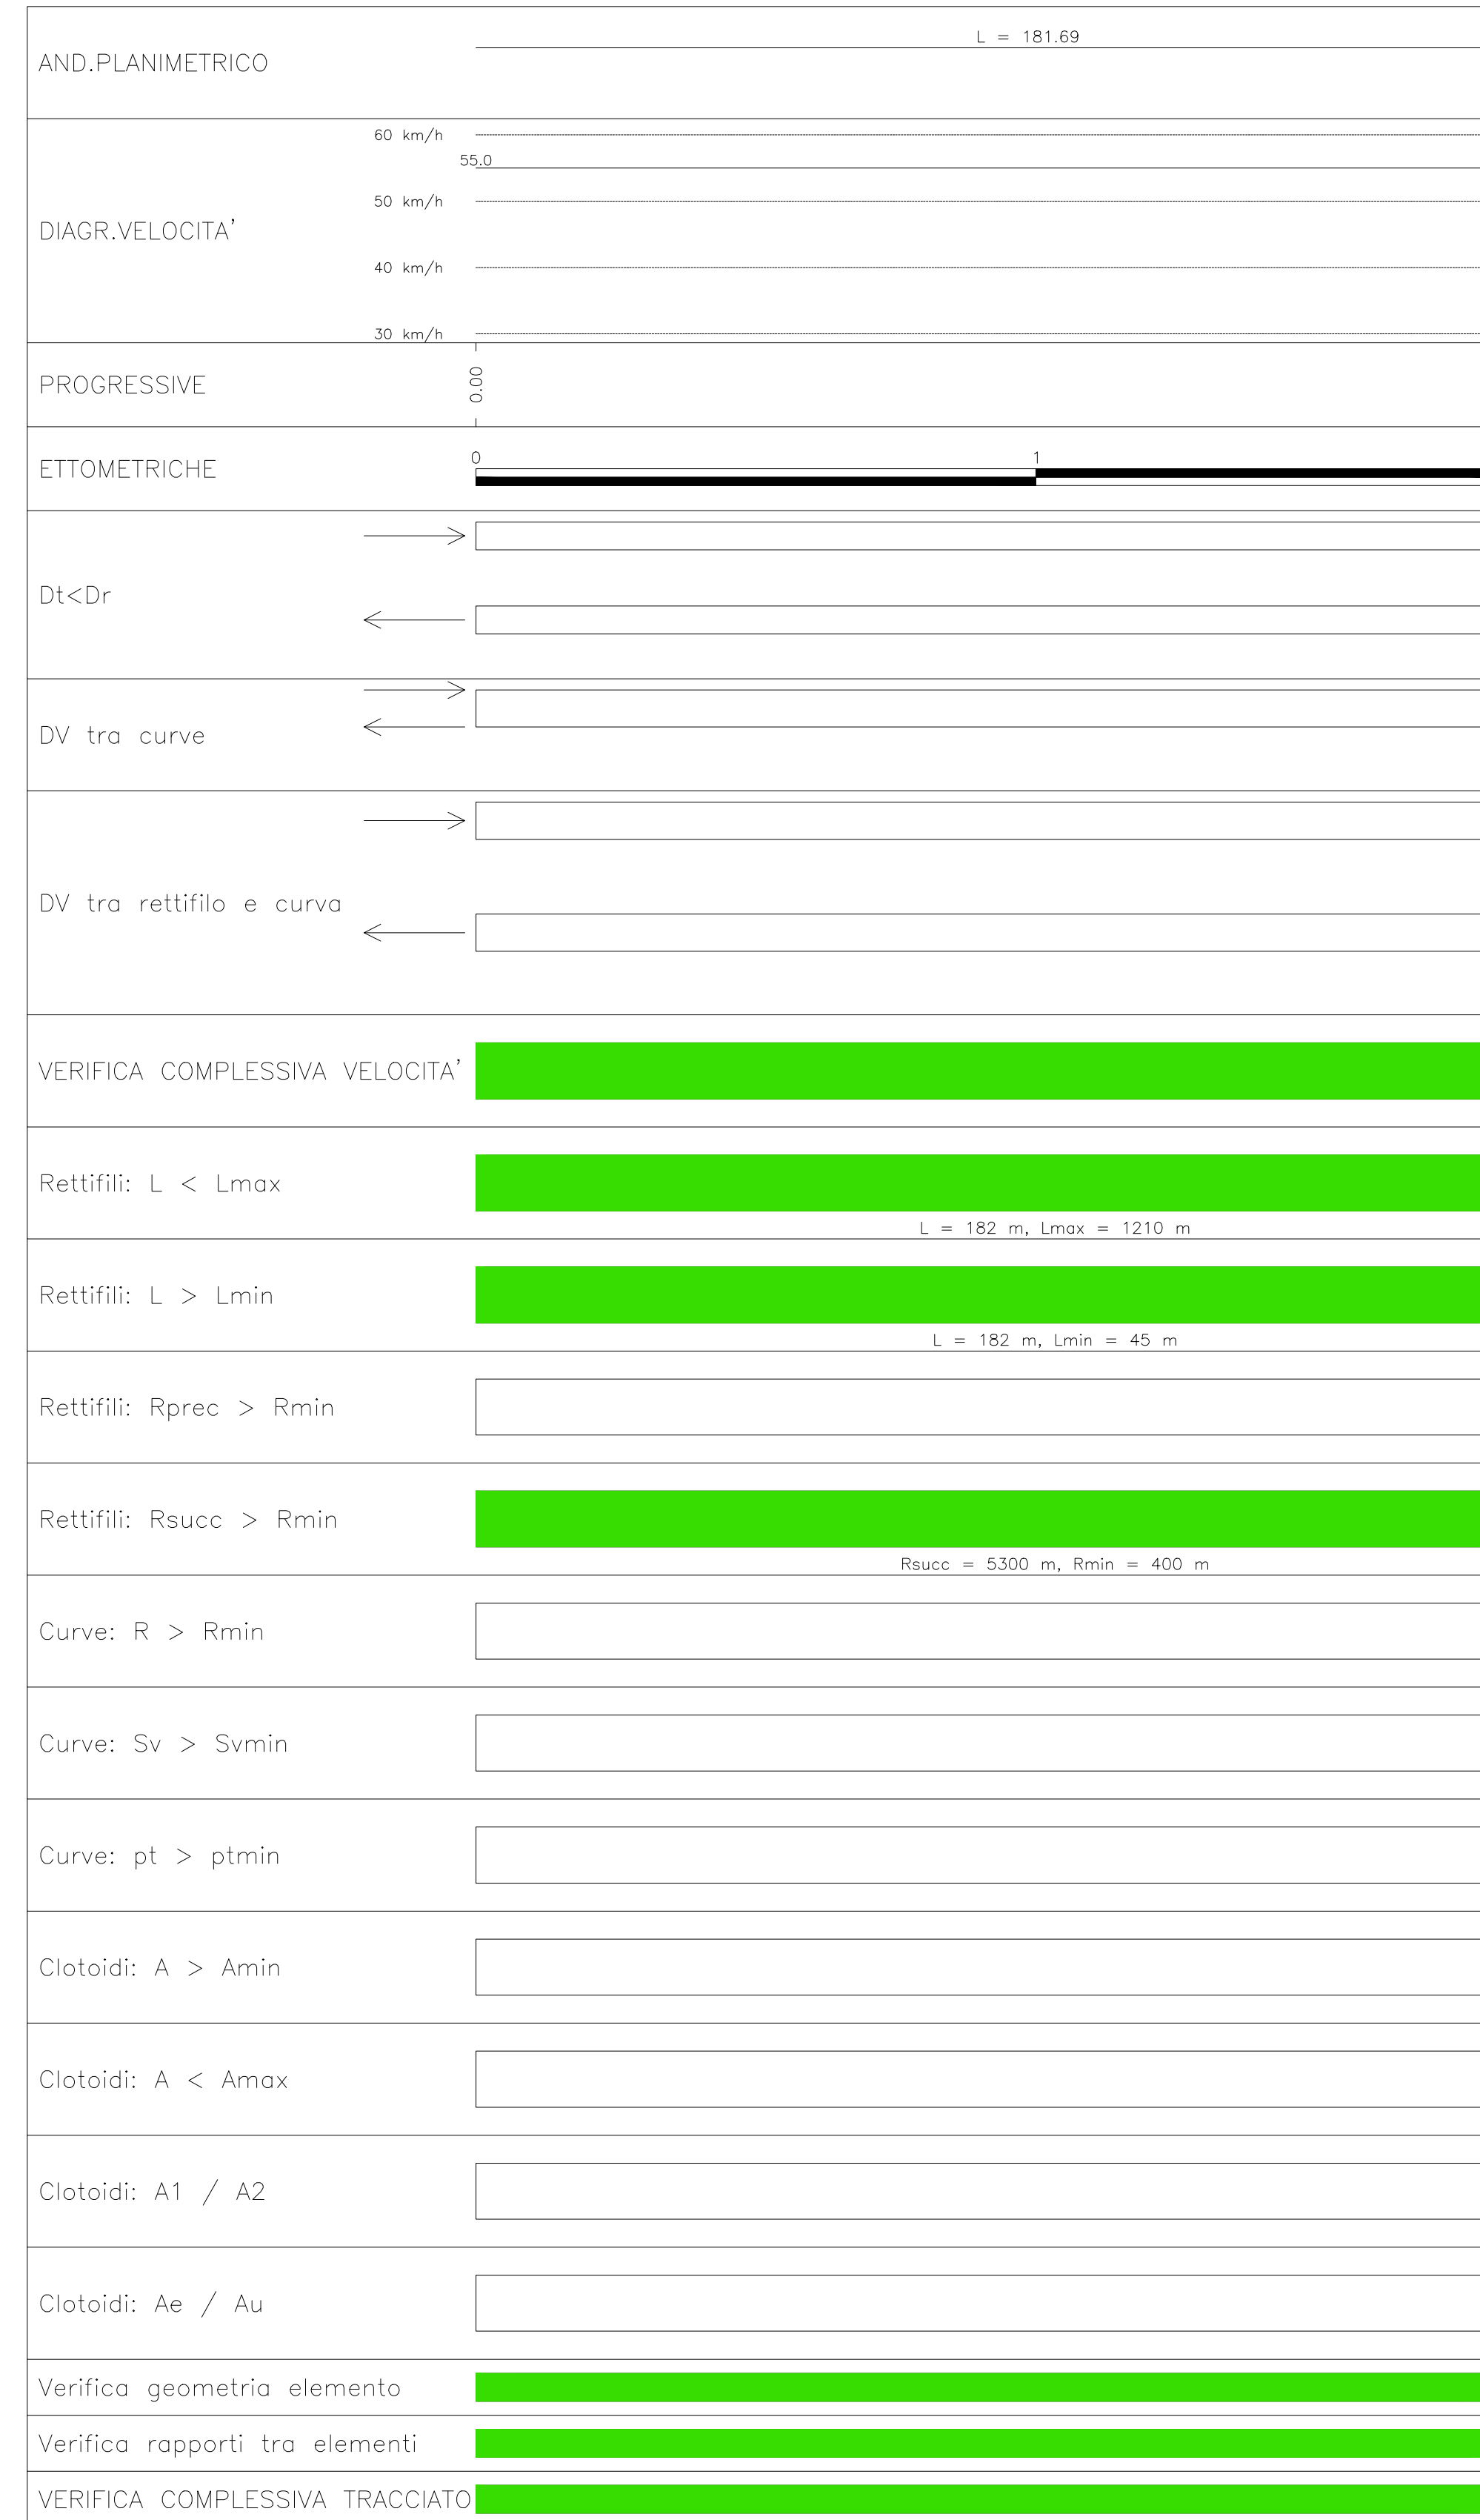 L = 181.69
AND.PLANIMETRICO
60 km/h
55.0
50 km/h
DIAGR.VELOCITA'
40 km/h
30 km/h
PROGRESSIVE
0.00
ETTOMETRICHE
0 1
Dt<Dr
DV tra curve
DV tra rettifilo e curva
VERIFICA COMPLESSIVA VELOCITA'
Rettifili: L < Lmax
L = 182 m, Lmax = 1210 m
Rettifili: L > Lmin
L = 182 m, Lmin = 45 m
Rettifili: Rprec > Rmin
Rettifili: Rsucc > Rmin
Rsucc = 5300 m, Rmin = 400 m
Curve: R > Rmin
Curve: Sv > Svmin
Curve: pt > ptmin
Clotoidi: A > Amin
Clotoidi: A < Amax
Clotoidi: A1 / A2
Clotoidi: Ae / Au
Verifica geometria elemento
Verifica rapporti tra elementi
VERIFICA COMPLESSIVA TRACCIATO